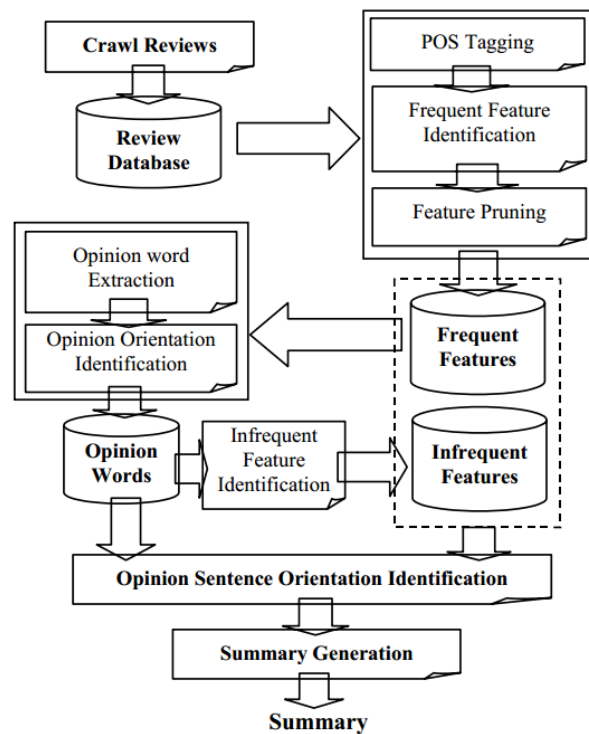 Crawl Reviews
Review
Database
POS Tagging
Frequent Feature
Identification
Feature Pruning
Opinion word
Extraction
Opinion Orientation
Identification
Frequent
Features
Opinion
Words
Infrequent
Feature
Identification
Infrequent
Features
Opinion Sentence Orientation Identification
Summary Generation
Summary